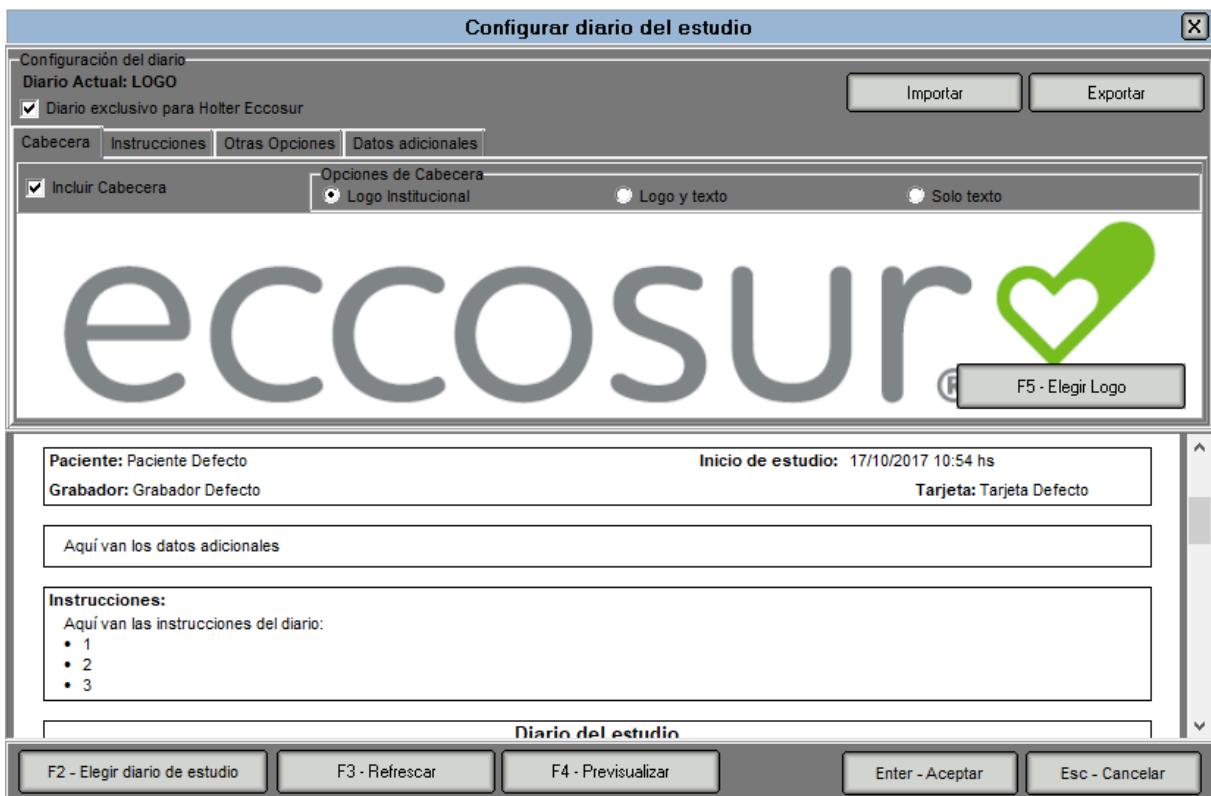 Configurar diario del estudio
Configuración del diario
Diario Actual: LOGO
Importar Exportar
Diario exclusivo para Holter Eccosur
Cabecera Instrucciones Otras Opciones Datos adicionales
Incluir Cabecera
Opciones de Cabecera
Logo Institucional Logo y texto Solo texto
eccosur®
F5 - Elegir Logo
Paciente: Paciente Defecto Inicio de estudio: 17/10/2017 10:54 hs
Grabador: Grabador Defecto Tarjeta: Tarjeta Defecto
Aquí van los datos adicionales
Instrucciones:
Aquí van las instrucciones del diario:
• 1
• 2
• 3
Diario del estudio
F2 - Elegir diario de estudio F3 - Refrescar F4 - Previsualizar Enter - Aceptar Esc - Cancelar